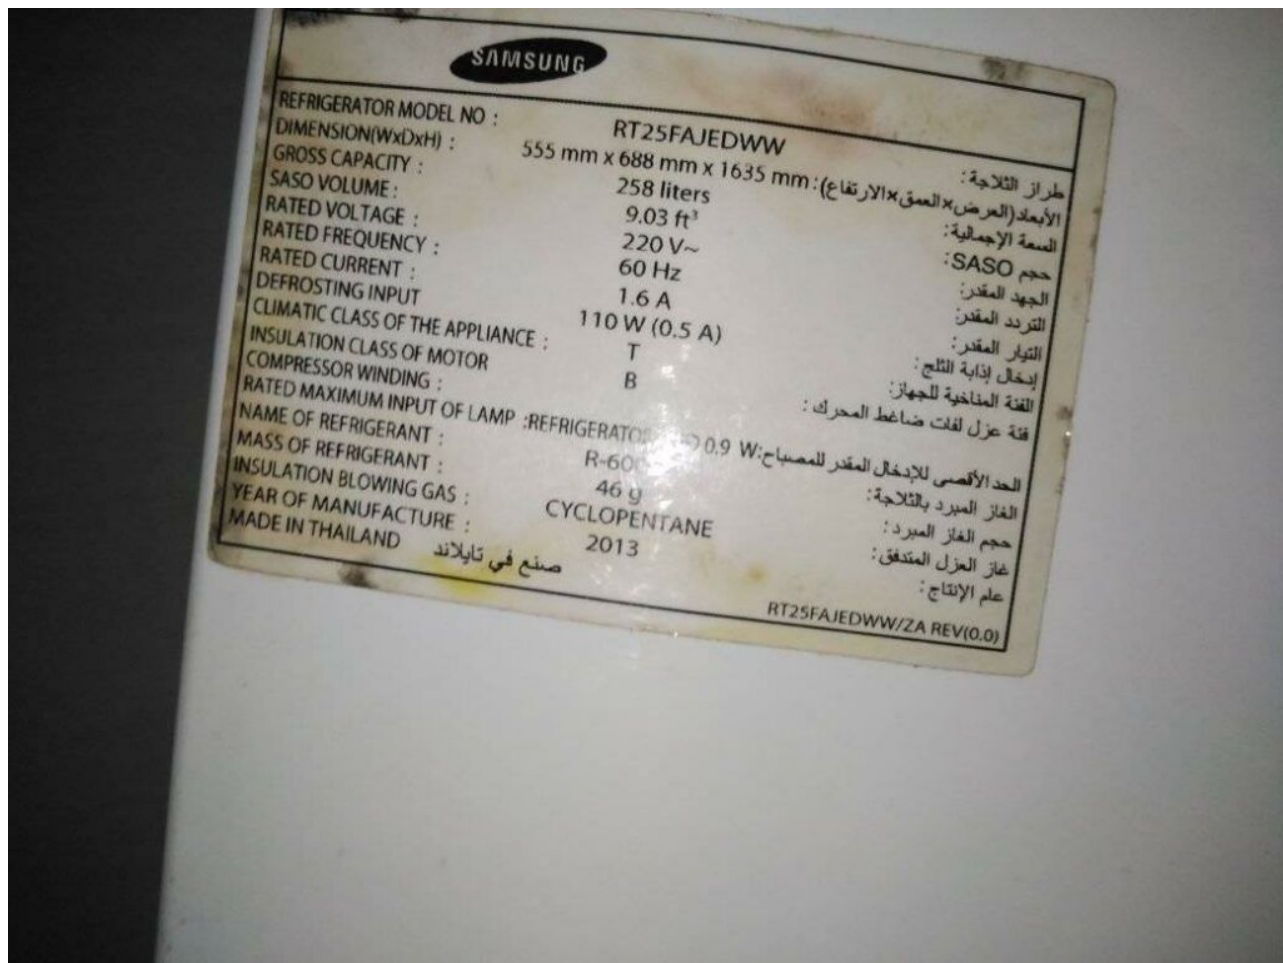 SAMSUNG
REFRIGERATOR MODEL NO : RT25FAJEDWW طراز الثلاجة:
DIMENSION(WxDxH) : 555 mm x 688 mm x 1635 mm :(الأبعاد(العرض×العمق×الارتفاع
GROSS CAPACITY : 258 liters السعة الإجمالية:
SASO VOLUME : 9.03 ft³ حجم SASO:
RATED VOLTAGE : 220 V~ الجهد المقدر:
RATED FREQUENCY : 60 Hz التردد المقدر:
RATED CURRENT : 1.6 A التيار المقدر:
DEFROSTING INPUT 110 W (0.5 A) إدخال إذابة الثلج :
CLIMATIC CLASS OF THE APPLIANCE : T الفئة المناخية للجهاز:
INSULATION CLASS OF MOTOR B فئة عزل لفات ضاغط المحرك :
COMPRESSOR WINDING :
RATED MAXIMUM INPUT OF LAMP :REFRIGERATOR 0.9 W الحد الأقصى للإدخال المقدر للمصباح:
NAME OF REFRIGERANT : الغاز المبرد بالثلاجة:
MASS OF REFRIGERANT : 46 g حجم الغاز المبرد :
INSULATION BLOWING GAS : CYCLOPENTANE غاز العزل المتدفق:
YEAR OF MANUFACTURE : 2013 عام الإنتاج :
MADE IN THAILAND صنع في تايلاند
RT25FAJEDWW/ZA REV(0.0)